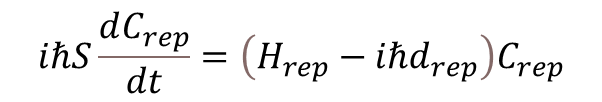 iħS dC_rep/dt = (H_rep − iħd_rep)C_rep